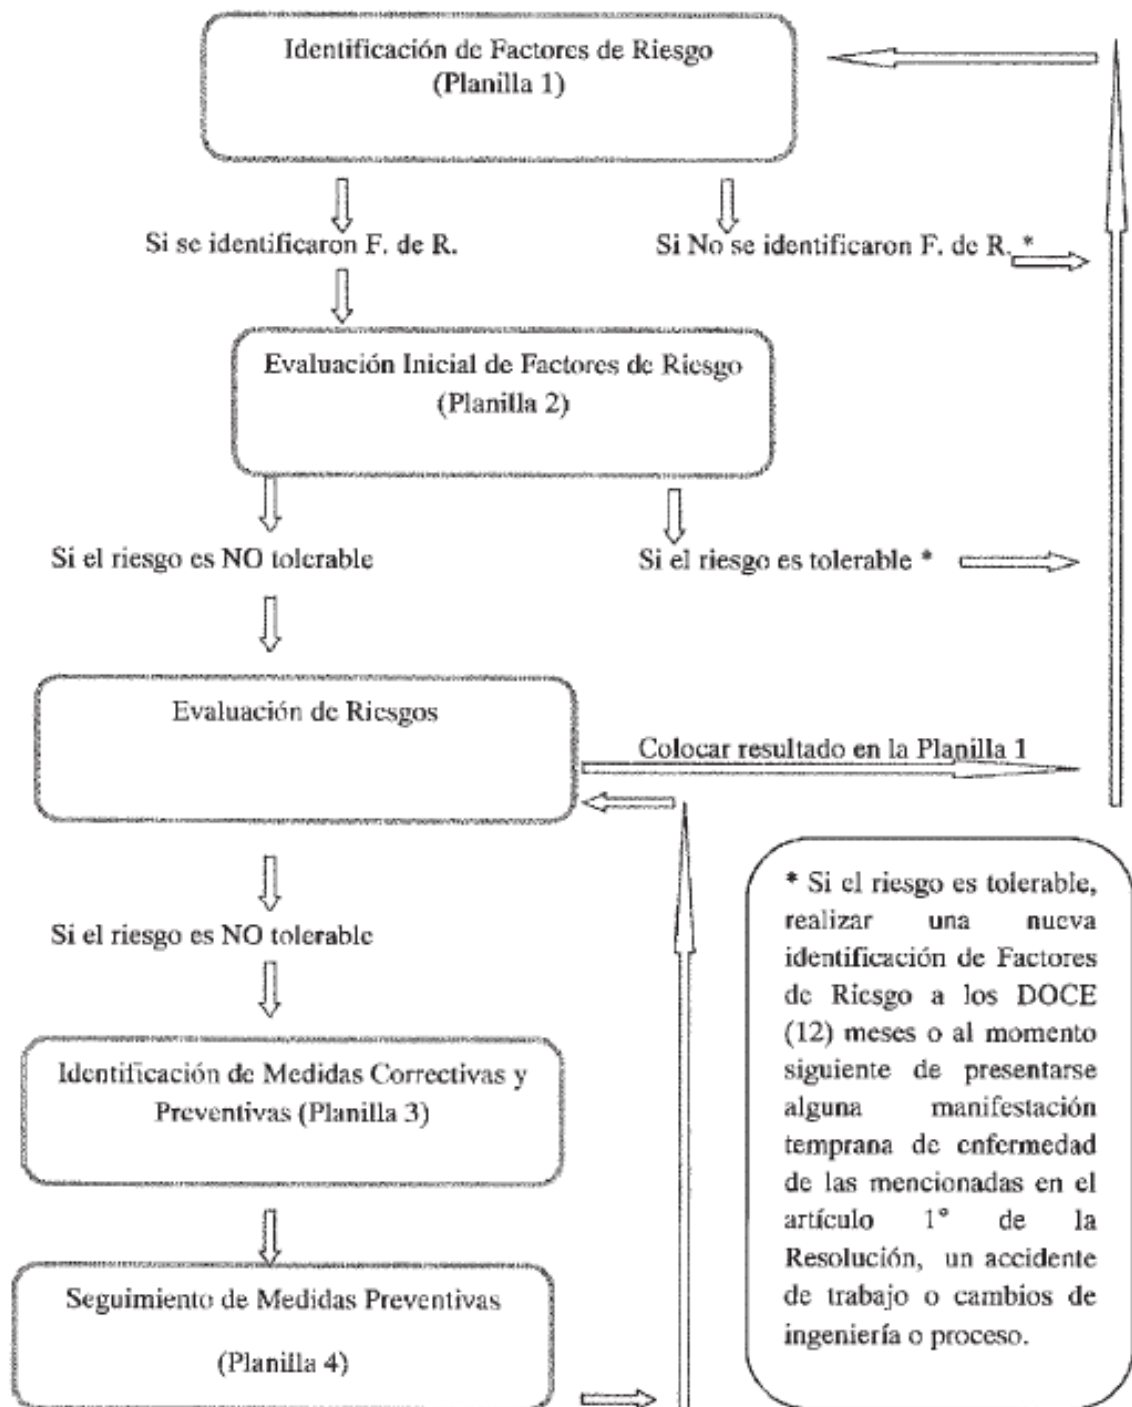 Identificación de Factores de Riesgo
(Planilla 1)
Si se identificaron F. de R.
Si No se identificaron F. de R. *
Evaluación Inicial de Factores de Riesgo
(Planilla 2)
Si el riesgo es NO tolerable
Si el riesgo es tolerable *
Evaluación de Riesgos
Colocar resultado en la Planilla 1
Si el riesgo es NO tolerable
Identificación de Medidas Correctivas y
Preventivas (Planilla 3)
Seguimiento de Medidas Preventivas
(Planilla 4)
* Si el riesgo es tolerable,
realizar una nueva
identificación de Factores
de Riesgo a los DOCE
(12) meses o al momento
siguiente de presentarse
alguna manifestación
temprana de enfermedad
de las mencionadas en el
artículo 1° de la
Resolución, un accidente
de trabajo o cambios de
ingeniería o proceso.